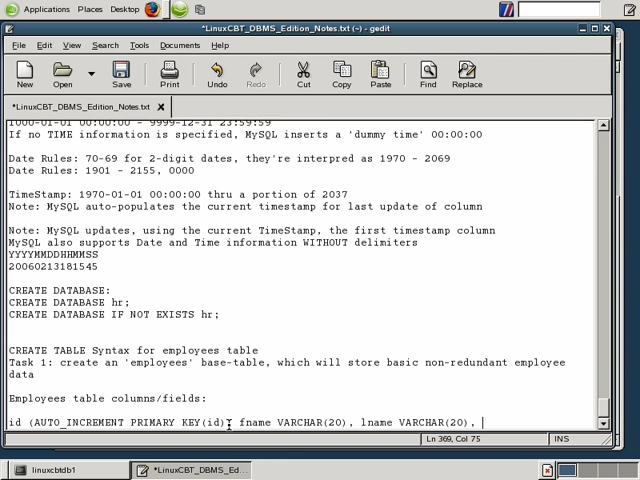 Applications Places Desktop
*LinuxCBT_DBMS_Edition_Notes.txt (~) - gedit
File Edit View Search Tools Documents Help
New Open Save Print Undo Redo Cut Copy Paste Find Replace
*LinuxCBT_DBMS_Edition_Notes.txt
1000-01-01 00:00:00 - 9999-12-31 23:59:59
If no TIME information is specified, MySQL inserts a 'dummy time' 00:00:00
Date Rules: 70-69 for 2-digit dates, they're interpred as 1970 - 2069
Date Rules: 1901 - 2155, 0000
TimeStamp: 1970-01-01 00:00:00 thru a portion of 2037
Note: MySQL auto-populates the current timestamp for last update of column
Note: MySQL updates, using the current TimeStamp, the first timestamp column
MySQL also supports Date and Time information WITHOUT delimiters
YYYYMMDDHHMMSS
20060213181545
CREATE DATABASE:
CREATE DATABASE hr;
CREATE DATABASE IF NOT EXISTS hr;
CREATE TABLE Syntax for employees table
Task 1: create an 'employees' base-table, which will store basic non-redundant employee
data
Employees table columns/fields:
id (AUTO_INCREMENT PRIMARY KEY(id), fname VARCHAR(20), lname VARCHAR(20),
Ln 369, Col 75 INS
linuxcbtdb1 *LinuxCBT_DBMS_Ed...